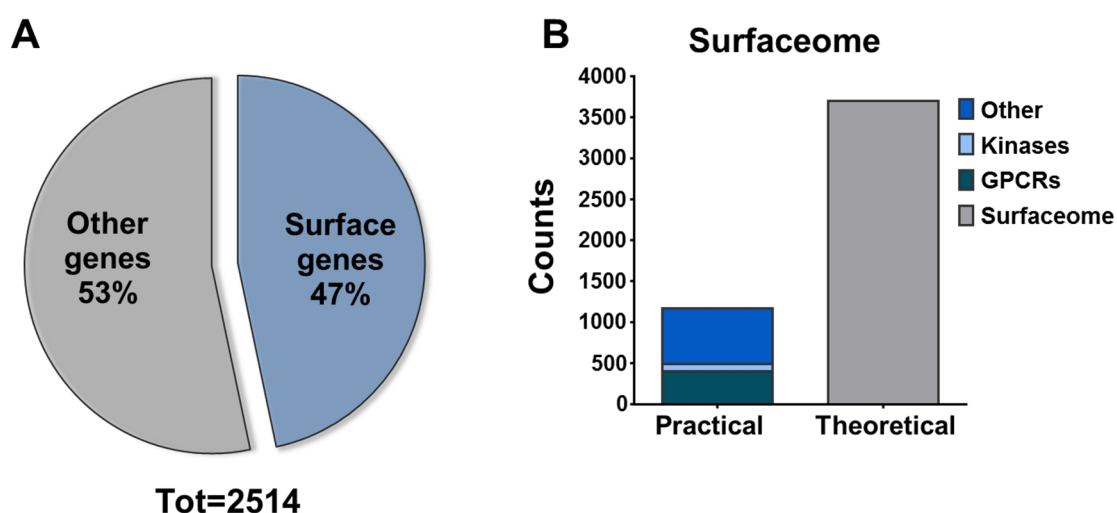 A
Other
genes
53%
Surface
genes
47%
Tot=2514
B
Surfaceome
Counts
4000
3500
3000
2500
2000
1500
1000
500
0
Practical
Theoretical
Other
Kinases
GPCRs
Surfaceome